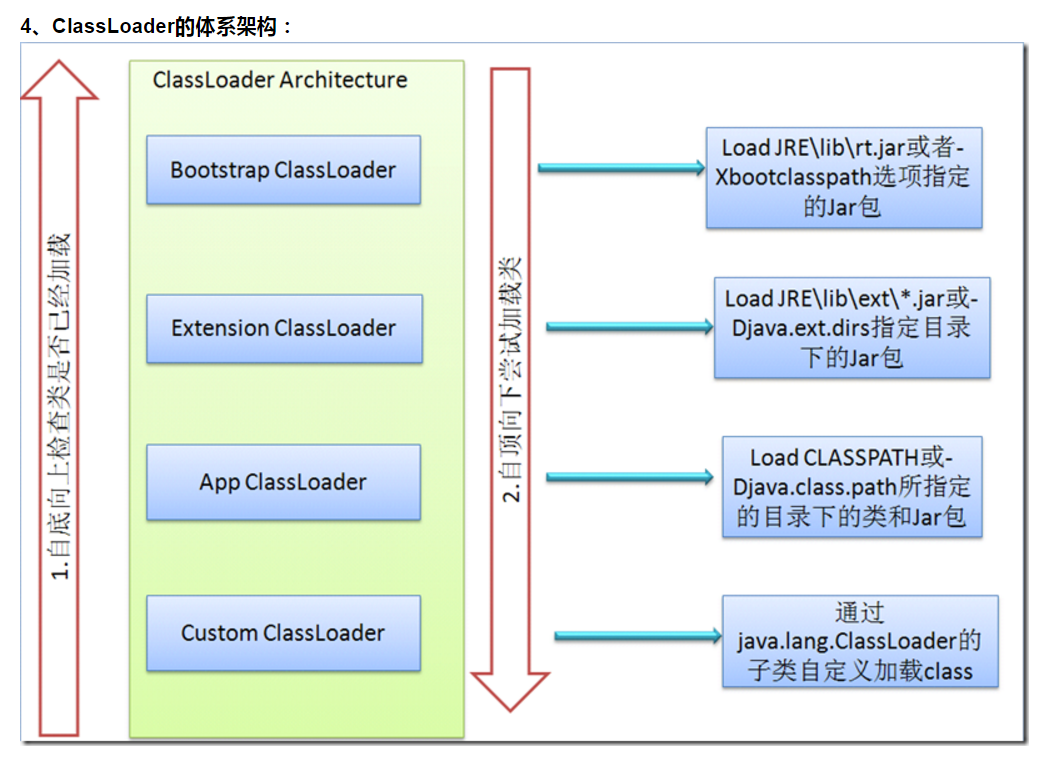 4、ClassLoader的体系架构：
ClassLoader Architecture
1.自底向上检查类是否已经加载
2.自顶向下尝试加载类
Bootstrap ClassLoader
Load JRE\lib\rt.jar或者-
Xbootclasspath选项指定
的Jar包
Extension ClassLoader
Load JRE\lib\ext\*.jar或-
Djava.ext.dirs指定目录
下的Jar包
App ClassLoader
Load CLASSPATH或-
Djava.class.path所指定
的目录下的类和Jar包
Custom ClassLoader
通过
java.lang.ClassLoader的
子类自定义加载class